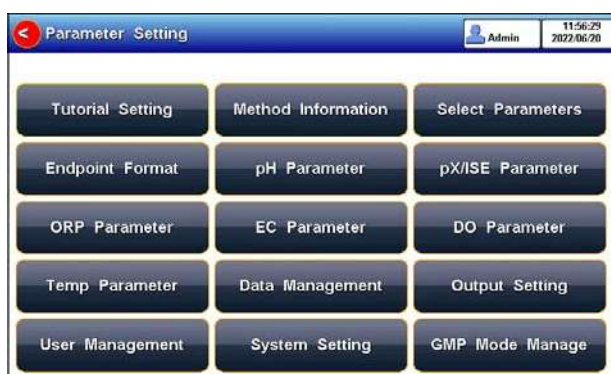 < Parameter Setting
Admin
11:56:29
2022/06/20
Tutorial Setting
Method Information
Select Parameters
Endpoint Format
pH Parameter
pX/ISE Parameter
ORP Parameter
EC Parameter
DO Parameter
Temp Parameter
Data Management
Output Setting
User Management
System Setting
GMP Mode Manage